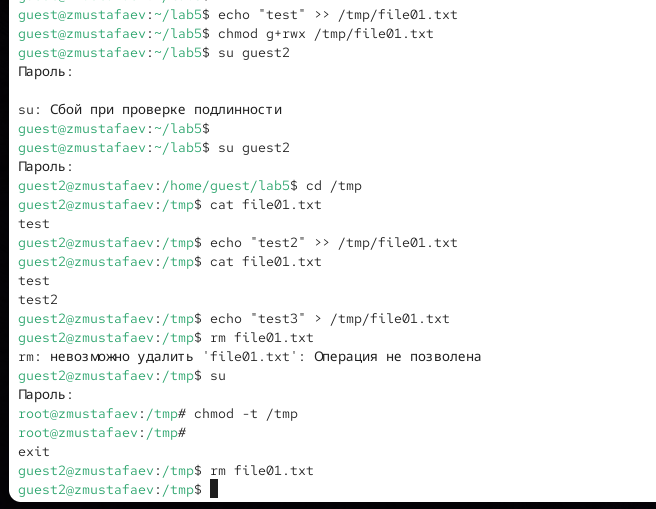 guest@zmustafaev:~/lab5$ echo "test" >> /tmp/file01.txt
guest@zmustafaev:~/lab5$ chmod g+rwx /tmp/file01.txt
guest@zmustafaev:~/lab5$ su guest2
Пароль:
su: Сбой при проверке подлинности
guest@zmustafaev:~/lab5$
guest@zmustafaev:~/lab5$ su guest2
Пароль:
guest2@zmustafaev:/home/guest/lab5$ cd /tmp
guest2@zmustafaev:/tmp$ cat file01.txt
test
guest2@zmustafaev:/tmp$ echo "test2" >> /tmp/file01.txt
guest2@zmustafaev:/tmp$ cat file01.txt
test
test2
guest2@zmustafaev:/tmp$ echo "test3" > /tmp/file01.txt
guest2@zmustafaev:/tmp$ rm file01.txt
rm: невозможно удалить 'file01.txt': Операция не позволена
guest2@zmustafaev:/tmp$ su
Пароль:
root@zmustafaev:/tmp# chmod -t /tmp
root@zmustafaev:/tmp#
exit
guest2@zmustafaev:/tmp$ rm file01.txt
guest2@zmustafaev:/tmp$